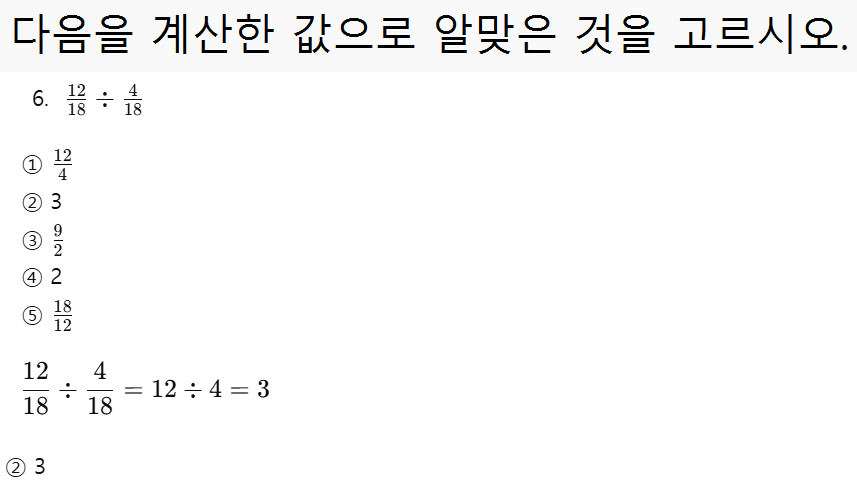 다음을 계산한 값으로 알맞은 것을 고르시오.
6. 12/18 ÷ 4/18
① 12/4
② 3
③ 9/2
④ 2
⑤ 18/12
12/18 ÷ 4/18 = 12 ÷ 4 = 3
② 3